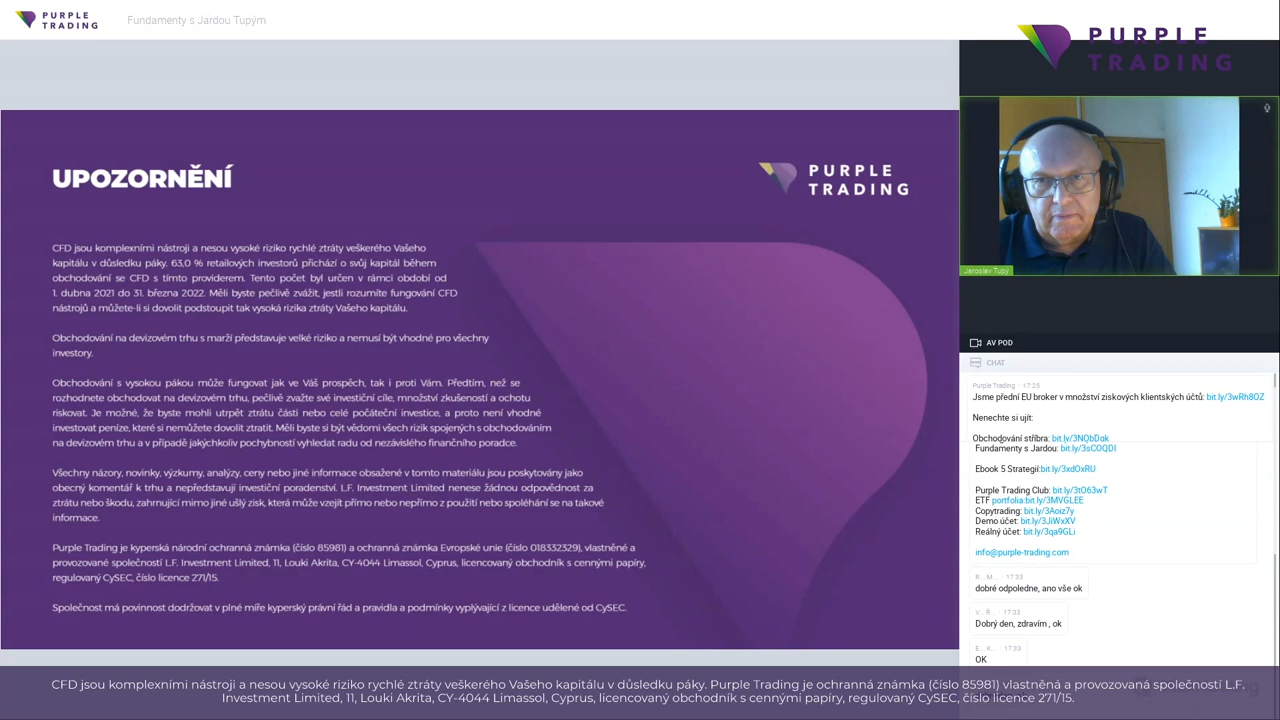 PURPLE
TRADING
Fundamenty s Jardou Tupým
PURPLE
TRADING
UPOZORNĚNÍ
PURPLE
TRADING
CFD jsou komplexními nástroji a nesou vysoké riziko rychlé ztráty veškerého Vašeho
kapitálu v důsledku páky. 63,0 % retailových investorů přichází o svůj kapitál během
obchodování se CFD s tímto providerem. Tento počet byl určen v rámci období od
1. dubna 2021 do 31. března 2022. Měli byste pečlivě zvážit, jestli rozumíte fungování CFD
nástrojů a můžete-li si dovolit podstoupit tak vysoká rizika ztráty Vašeho kapitálu.
Obchodování na devizovém trhu s marží představuje velké riziko a nemusí být vhodné pro všechny
investory.
Obchodování s vysokou pákou může fungovat jak ve Váš prospěch, tak i proti Vám. Předtím, než se
rozhodnete obchodovat na devizovém trhu, pečlivě zvažte své investiční cíle, množství zkušeností a ochotu
riskovat. Je možné, že byste mohli utrpět ztrátu části nebo celé počáteční investice, a proto není vhodné
investovat peníze, které si nemůžete dovolit ztratit. Měli byste si být vědomi všech rizik spojených s obchodováním
na devizovém trhu a v případě jakýchkoliv pochybností vyhledat radu od nezávislého finančního poradce.
Všechny názory, novinky, výzkumy, analýzy, ceny nebo jiné informace obsažené v tomto materiálu jsou poskytovány jako
obecný komentář k trhu a nepředstavují investiční poradenství. L.F. Investment Limited nenese žádnou odpovědnost za
ztrátu nebo škodu, zahrnující mimo jiné ušlý zisk, která může vzejít přímo nebo nepřímo z použití nebo spoléhání se na takové
informace.
Purple Trading je kyperská národní ochranná známka (číslo 85981) a ochranná známka Evropské unie (číslo 018332329), vlastněné a
provozované společností L.F. Investment Limited, 11, Louki Akrita, CY-4044 Limassol, Cyprus, licencovaný obchodník s cennými papíry,
regulovaný CySEC, číslo licence 271/15.
Společnost má povinnost dodržovat v plné míře kyperský právní řád a pravidla a podmínky vyplývající z licence udělené od CySEC.
Jaroslav Tupý
AV POD
CHAT
Purple Trading · 17:25
Jsme přední EU broker v množství ziskových klientských účtů: bit.ly/3wRh8OZ
Nenechte si ujít:
Obchodování stříbra: bit.ly/3NQbDqk
Fundamenty s Jardou: bit.ly/3sCOQDI
Ebook 5 Strategií:bit.ly/3xdOxRU
Purple Trading Club: bit.ly/3tO63wT
ETF portfolia:bit.ly/3MVGLEE
Copytrading: bit.ly/3Aoiz7y
Demo účet: bit.ly/3JiWxXV
Reálný účet: bit.ly/3qa9GLi
info@purple-trading.com
R... M... · 17:33
dobré odpoledne, ano vše ok
V... Ř... · 17:33
Dobrý den, zdravím , ok
E... K... · 17:33
OK
CFD jsou komplexními nástroji a nesou vysoké riziko rychlé ztráty veškerého Vašeho kapitálu v důsledku páky. Purple Trading je ochranná známka (číslo 85981) vlastněná a provozovaná společností L.F.
Investment Limited, 11, Louki Akrita, CY-4044 Limassol, Cyprus, licencovaný obchodník s cennými papíry, regulovaný CySEC, číslo licence 271/15.